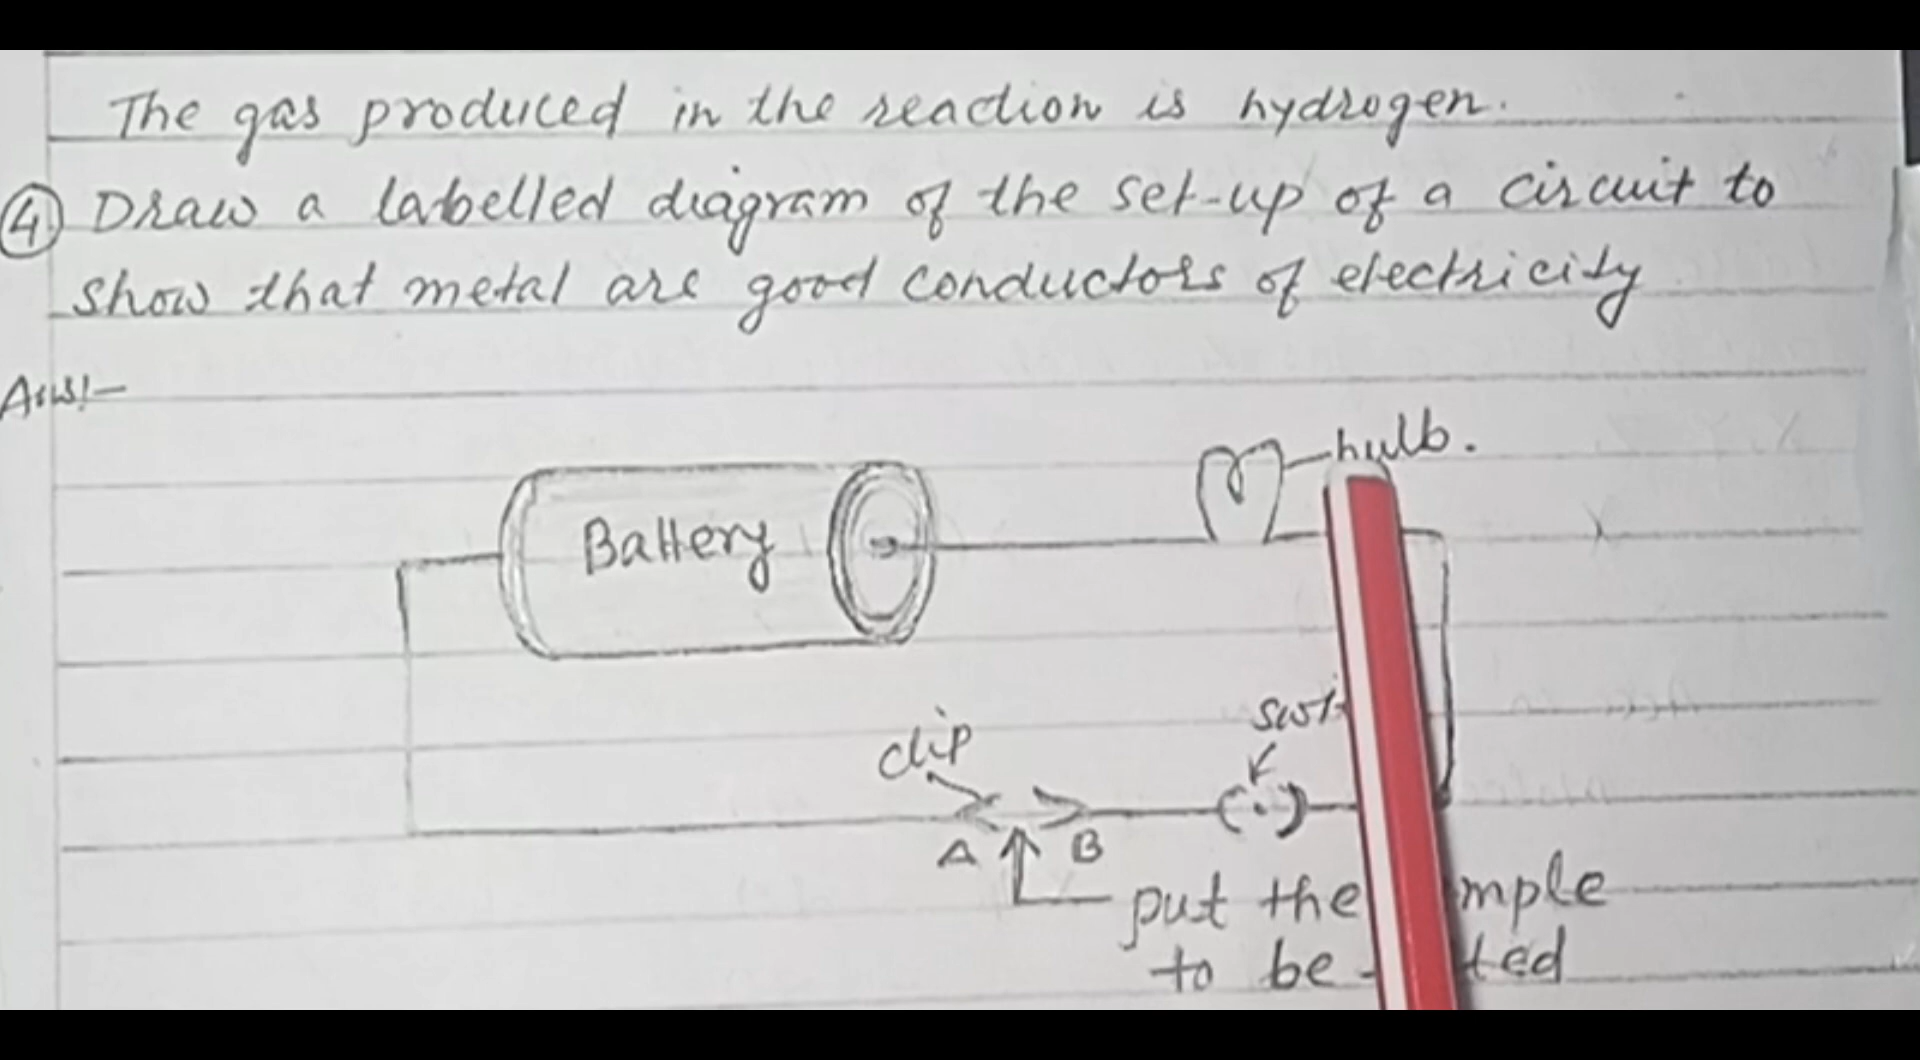 The gas produced in the reaction is hydrogen.
④ Draw a labelled diagram of the set-up of a circuit to
show that metal are good conductors of electricity
Ans:-
bulb.
Battery
clip
A B
put the
to be